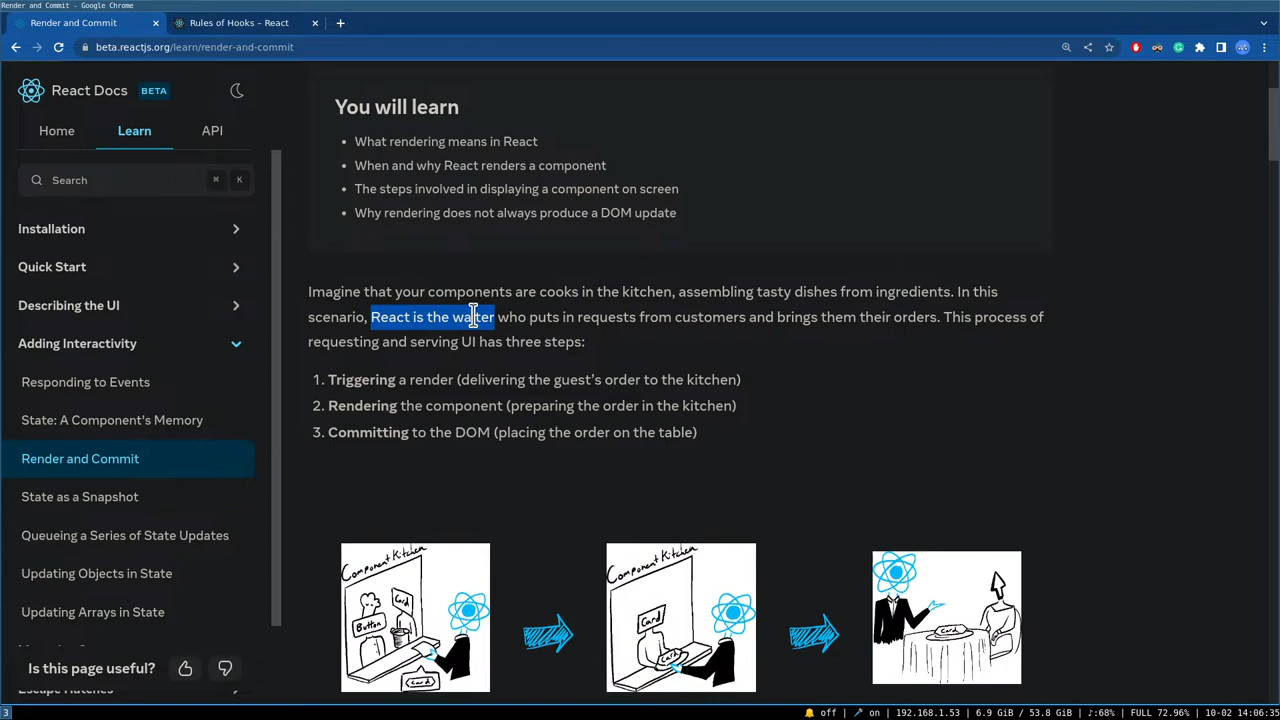 Render and Commit - Google Chrome
Render and Commit
Rules of Hooks – React
beta.reactjs.org/learn/render-and-commit
React Docs BETA
Home Learn API
Search ⌘ K
Installation
Quick Start
Describing the UI
Adding Interactivity
Responding to Events
State: A Component's Memory
Render and Commit
State as a Snapshot
Queueing a Series of State Updates
Updating Objects in State
Updating Arrays in State
Is this page useful?
Escape Hatches
You will learn
• What rendering means in React
• When and why React renders a component
• The steps involved in displaying a component on screen
• Why rendering does not always produce a DOM update
Imagine that your components are cooks in the kitchen, assembling tasty dishes from ingredients. In this
scenario, React is the waiter who puts in requests from customers and brings them their orders. This process of
requesting and serving UI has three steps:
1. Triggering a render (delivering the guest's order to the kitchen)
2. Rendering the component (preparing the order in the kitchen)
3. Committing to the DOM (placing the order on the table)
Component Kitchen
Card
Button
Card
Component Kitchen
Card
Card
Card
3
off | on | 192.168.1.53 | 6.9 GiB / 53.8 GiB | ♪:68% | FULL 72.96% | 10-02 14:06:35